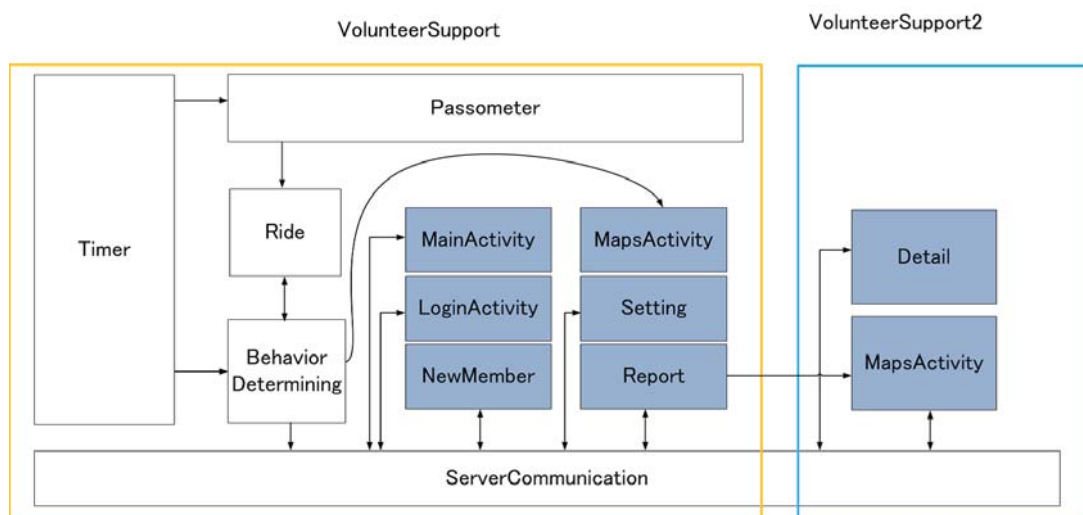 VolunteerSupport
VolunteerSupport2
Passometer
Timer
Ride
MainActivity
MapsActivity
Detail
LoginActivity
Setting
Behavior
Determining
NewMember
Report
MapsActivity
ServerCommunication